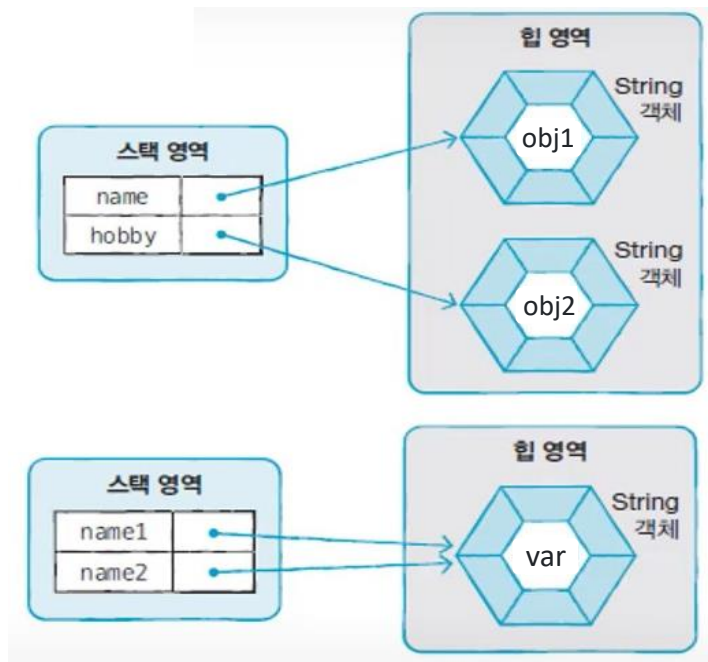 힙 영역
String
객체
obj1
스택 영역
name
hobby
String
객체
obj2
힙 영역
스택 영역
String
객체
name1
var
name2